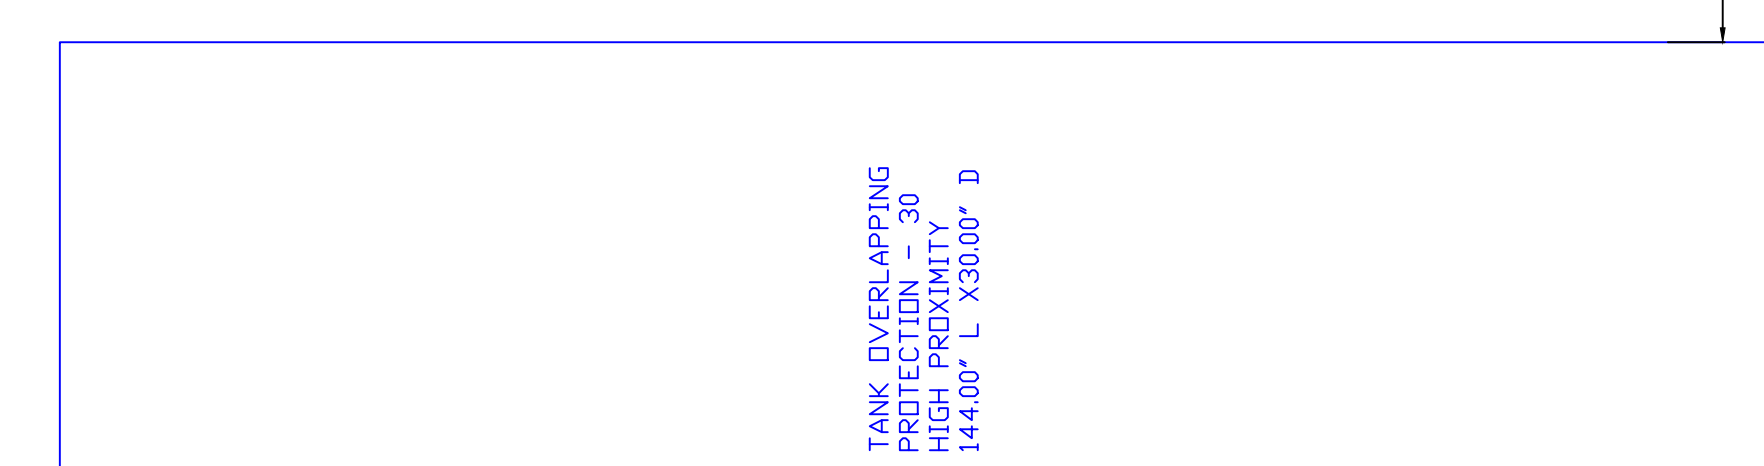 TANK OVERLAPPING
PROTECTION - 30
HIGH PROXIMITY
144.00" L X30.00" D